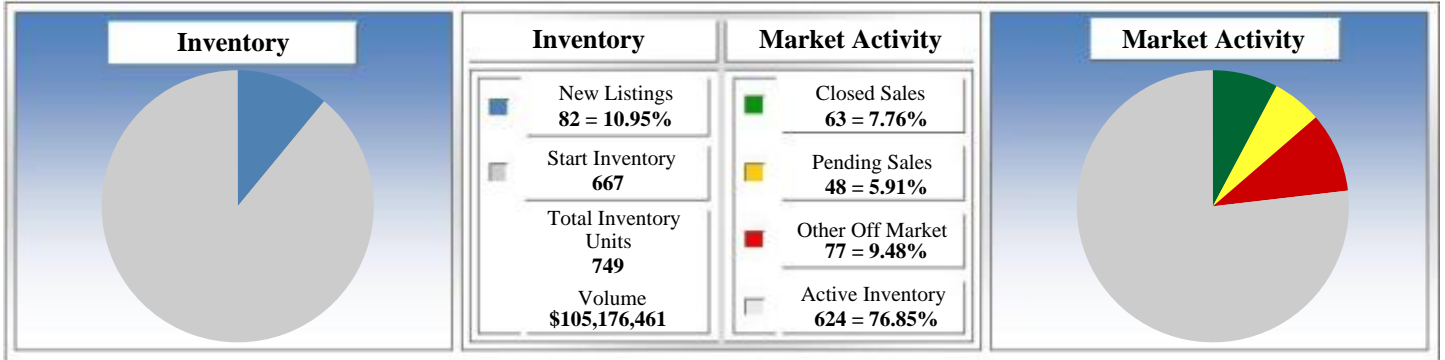 Inventory
Inventory
Market Activity
New Listings
82 = 10.95%
Start Inventory
667
Total Inventory
Units
749
Volume
$105,176,461
Closed Sales
63 = 7.76%
Pending Sales
48 = 5.91%
Other Off Market
77 = 9.48%
Active Inventory
624 = 76.85%
Market Activity